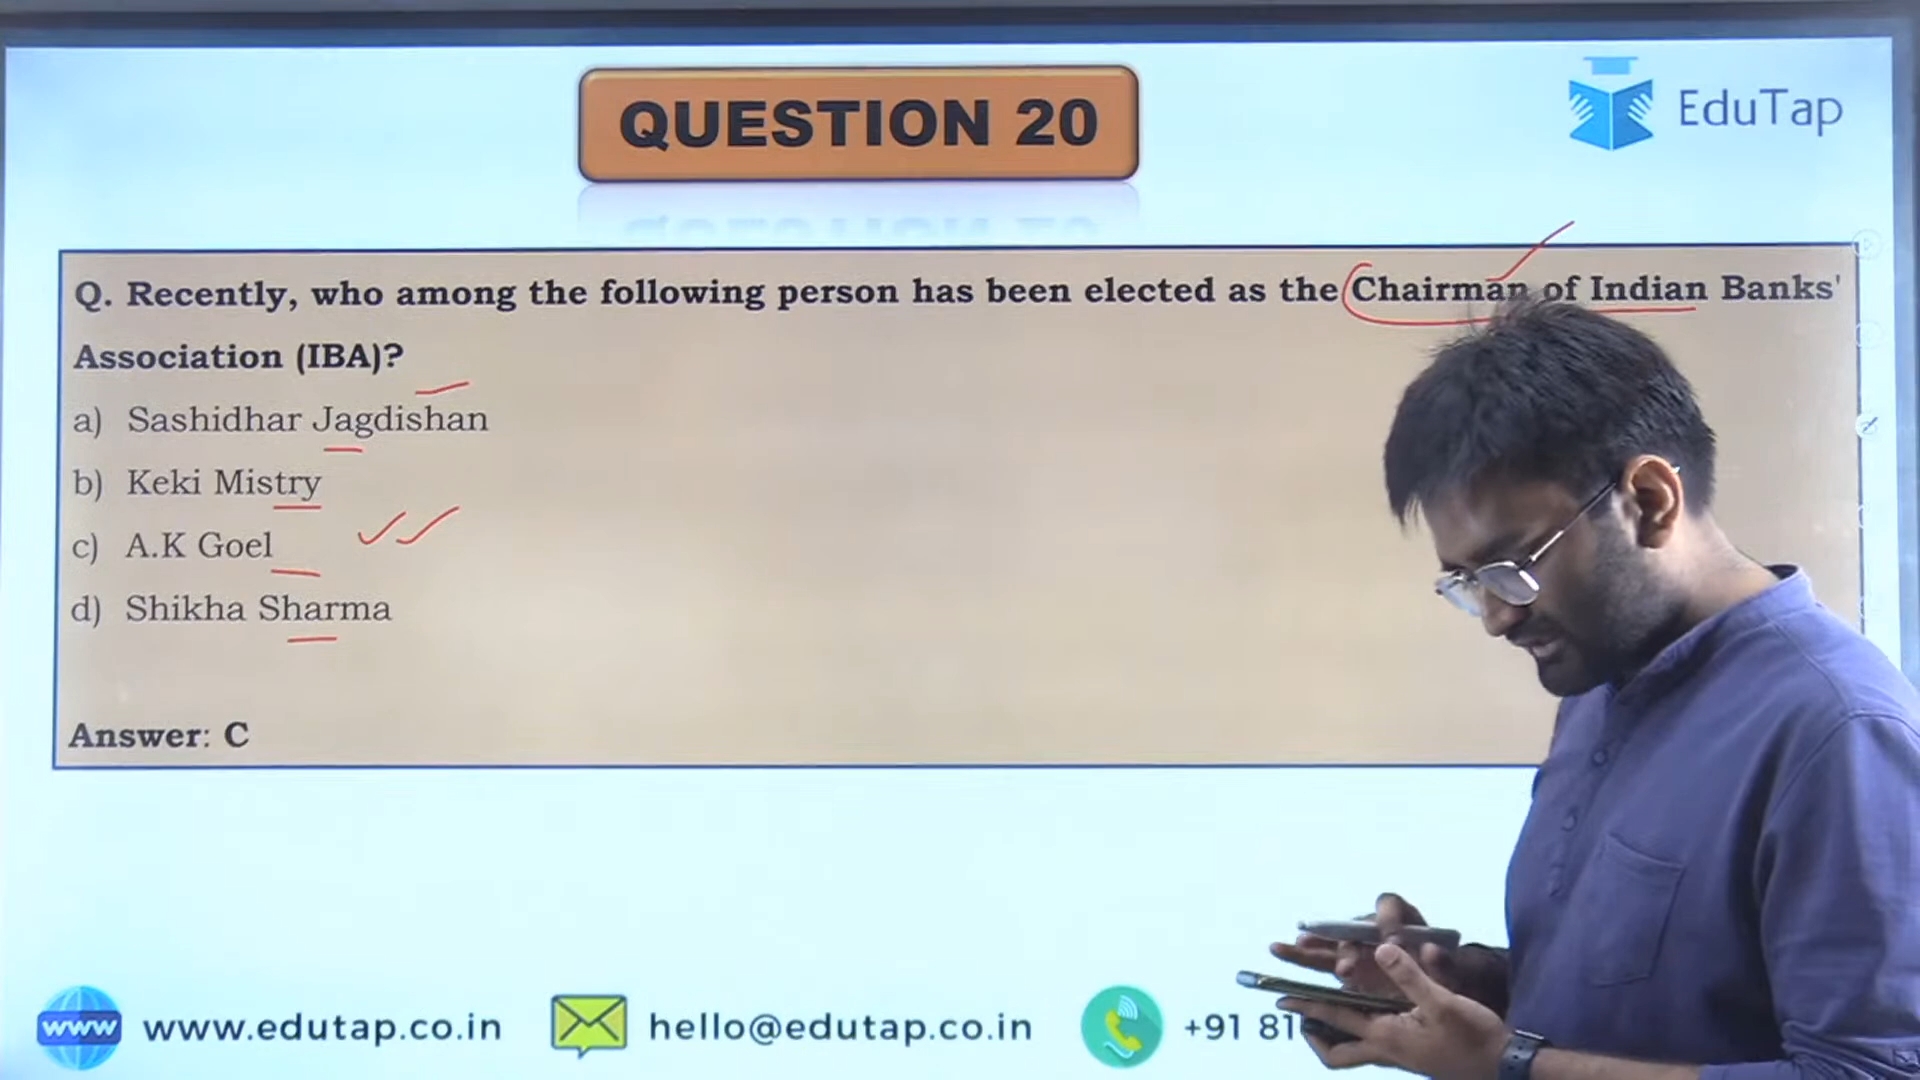 QUESTION 20
EduTap
Q. Recently, who among the following person has been elected as the Chairman of Indian Banks'
Association (IBA)?
a) Sashidhar Jagdishan
b) Keki Mistry
c) A.K Goel
d) Shikha Sharma
Answer: C
www www.edutap.co.in hello@edutap.co.in +91 81